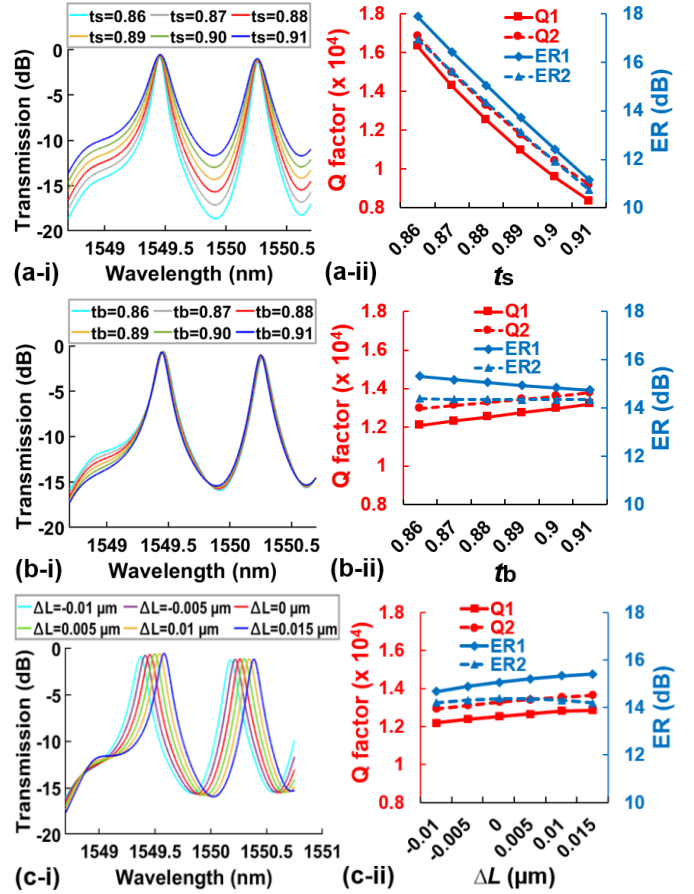 ts=0.86 ts=0.87 ts=0.88
ts=0.89 ts=0.90 ts=0.91
Transmission (dB)
0
-5
-10
-15
-20
1549 1549.5 1550 1550.5
Wavelength (nm)
(a-i)
Q1
Q2
ER1
ER2
Q factor (x 10⁴)
1.8
1.6
1.4
1.2
1
0.8
ER (dB)
18
16
14
12
10
0.86 0.87 0.88 0.89 0.9 0.91
(a-ii)
ts
tb=0.86 tb=0.87 tb=0.88
tb=0.89 tb=0.90 tb=0.91
Transmission (dB)
0
-5
-10
-15
-20
1549 1549.5 1550 1550.5
Wavelength (nm)
(b-i)
Q1
Q2
ER1
ER2
Q factor (x 10⁴)
1.8
1.6
1.4
1.2
1
0.8
ER (dB)
18
16
14
12
10
0.86 0.87 0.88 0.89 0.9 0.91
(b-ii)
tb
ΔL=-0.01 μm ΔL=-0.005 μm ΔL=0 μm
ΔL=0.005 μm ΔL=0.01 μm ΔL=0.015 μm
Transmission (dB)
0
-5
-10
-15
-20
1549 1549.5 1550 1550.5 1551
Wavelength (nm)
(c-i)
Q1
Q2
ER1
ER2
Q factor (x 10⁴)
1.8
1.6
1.4
1.2
1
0.8
ER (dB)
18
16
14
12
10
-0.01 -0.005 0 0.005 0.01 0.015
(c-ii)
ΔL (μm)